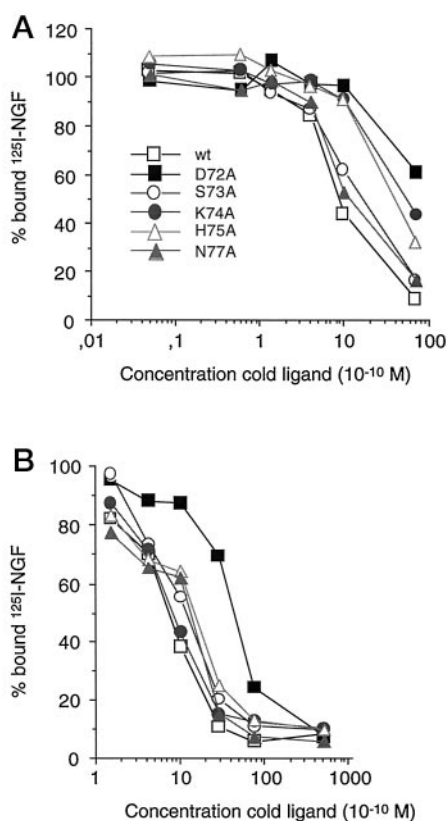 A
120
100
80
60
40
20
0
% bound ¹²⁵I-NGF
wt
D72A
S73A
K74A
H75A
N77A
,01
,1
1
10
100
Concentration cold ligand (10⁻¹⁰ M)
B
100
80
60
40
20
0
% bound ¹²⁵I-NGF
1
10
100
1000
Concentration cold ligand (10⁻¹⁰ M)